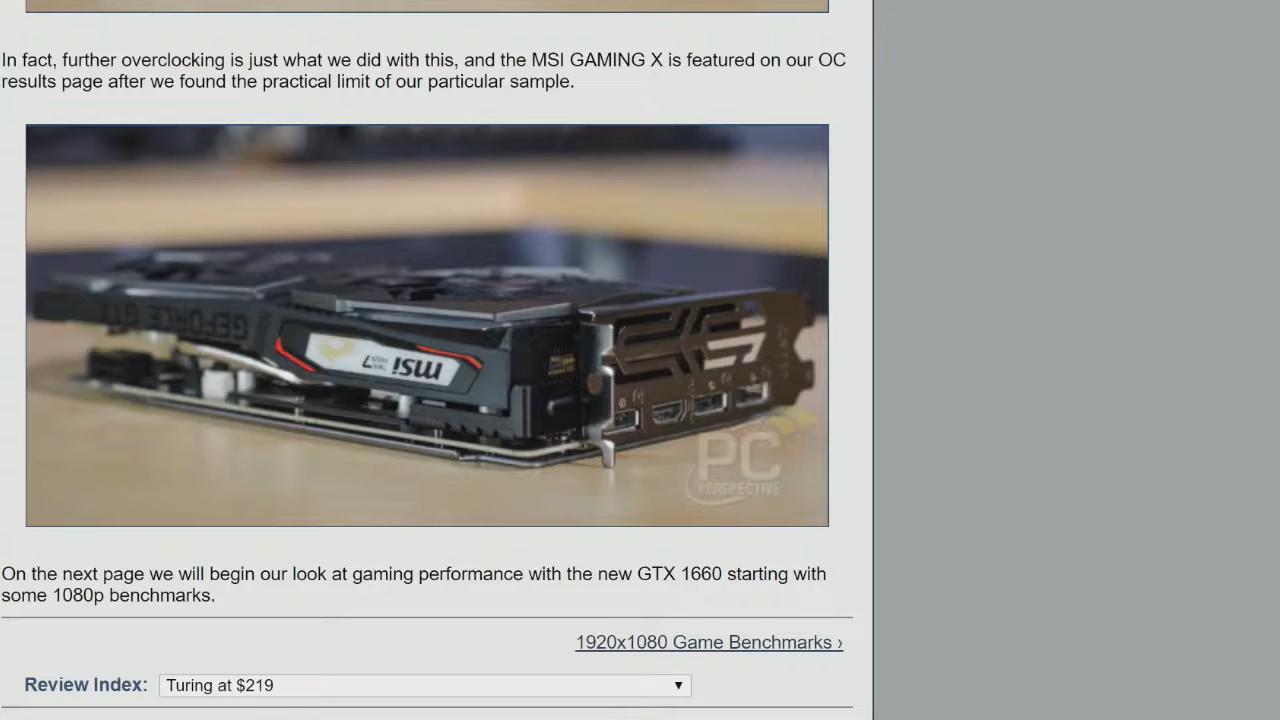 In fact, further overclocking is just what we did with this, and the MSI GAMING X is featured on our OC
results page after we found the practical limit of our particular sample.
GEFORCE GTX
msi
PC
PERSPECTIVE
On the next page we will begin our look at gaming performance with the new GTX 1660 starting with
some 1080p benchmarks.
1920x1080 Game Benchmarks ›
Review Index: Turing at $219 ▼